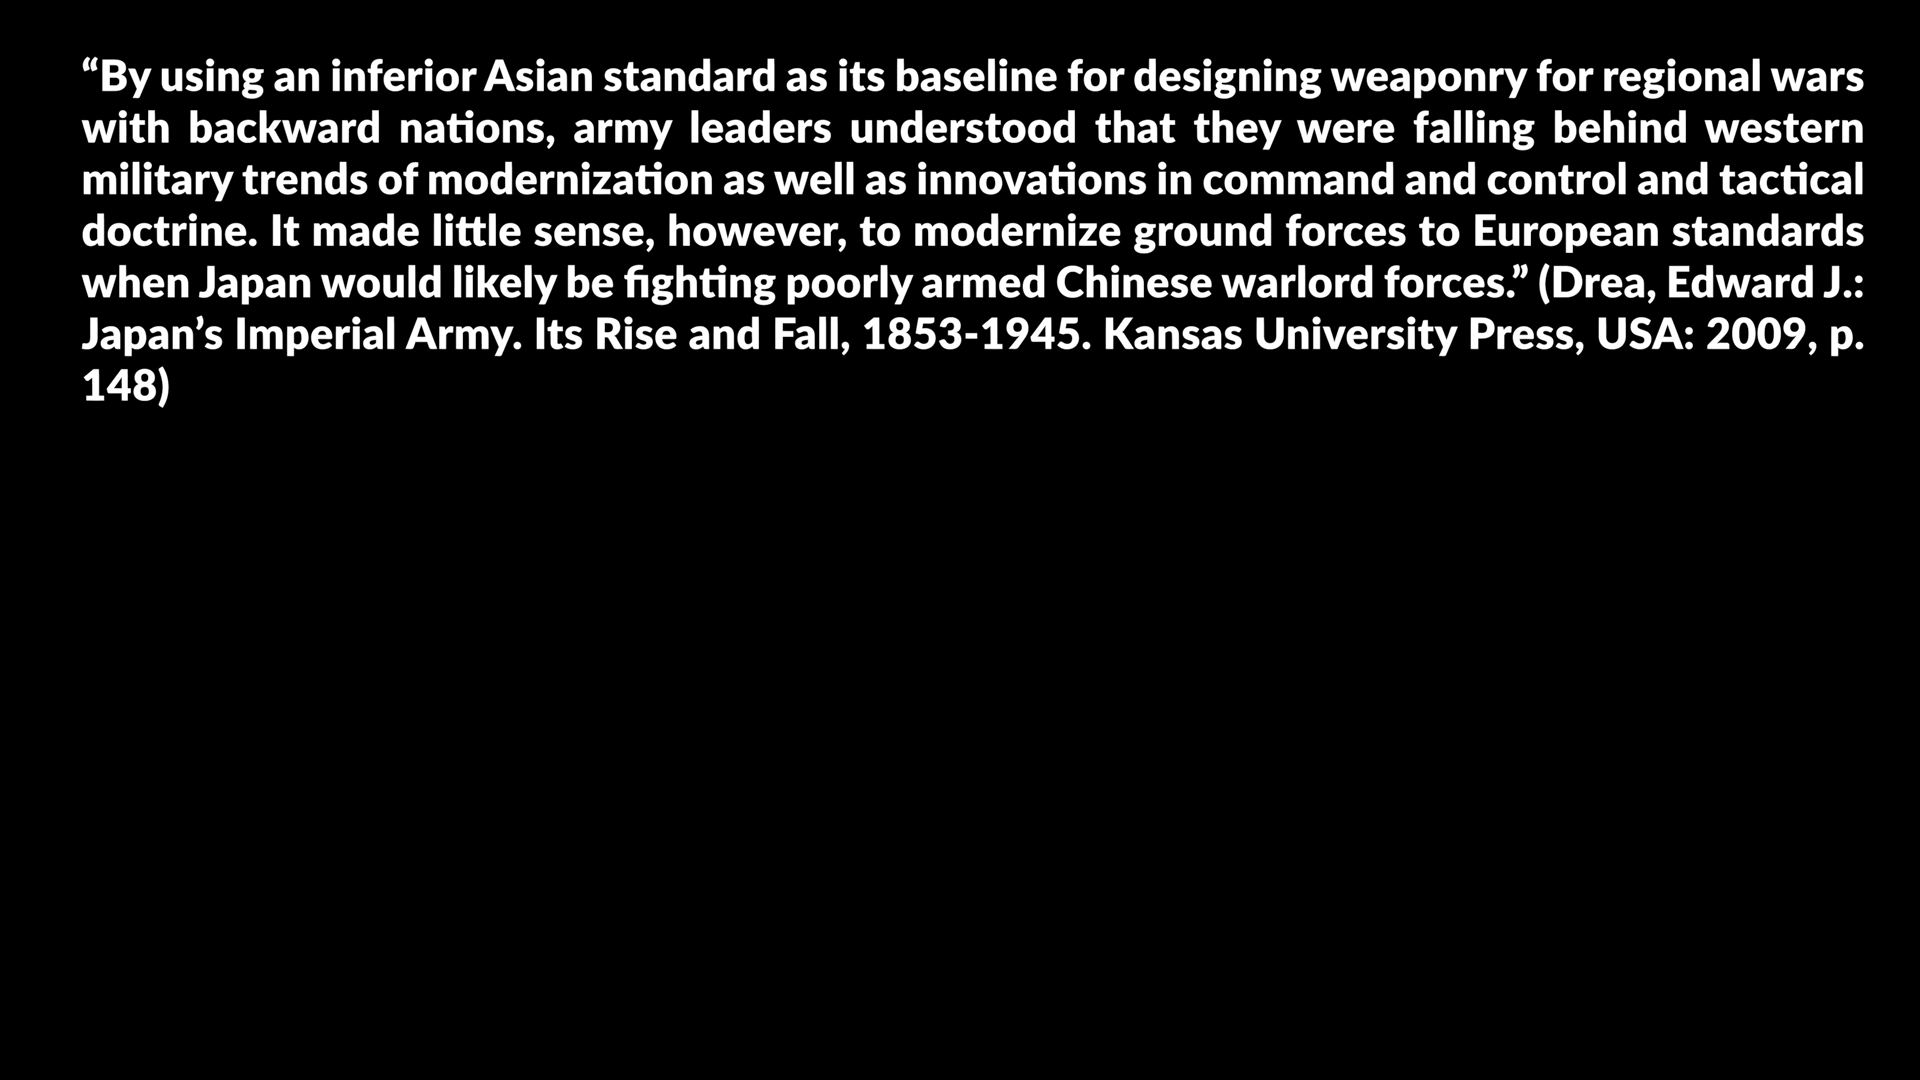 “By using an inferior Asian standard as its baseline for designing weaponry for regional wars
with backward nations, army leaders understood that they were falling behind western
military trends of modernization as well as innovations in command and control and tactical
doctrine. It made little sense, however, to modernize ground forces to European standards
when Japan would likely be fighting poorly armed Chinese warlord forces.” (Drea, Edward J.:
Japan’s Imperial Army. Its Rise and Fall, 1853-1945. Kansas University Press, USA: 2009, p.
148)